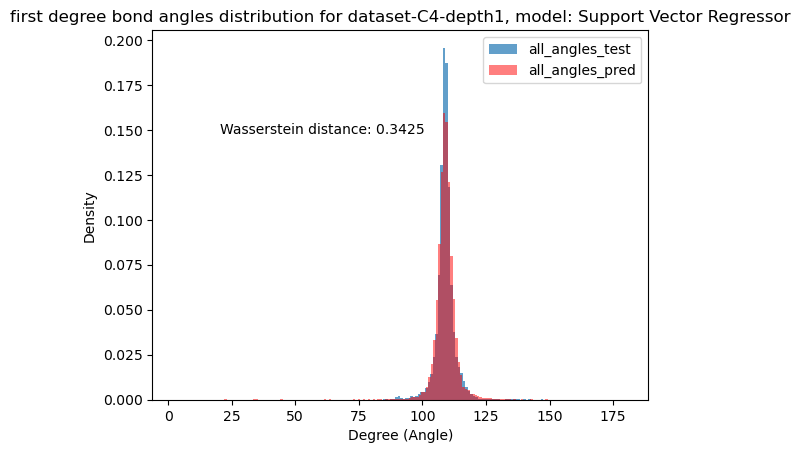 first degree bond angles distribution for dataset-C4-depth1, model: Support Vector Regressor
0.200
0.175
0.150
0.125
0.100
0.075
0.050
0.025
0.000
Density
all_angles_test
all_angles_pred
Wasserstein distance: 0.3425
0 25 50 75 100 125 150 175
Degree (Angle)